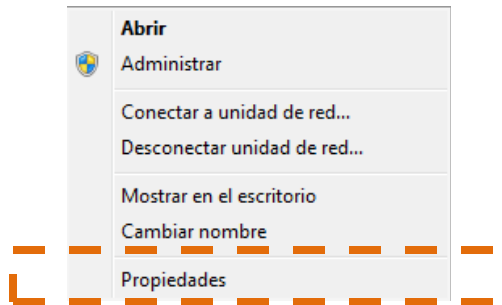 Abrir
Administrar
Conectar a unidad de red...
Desconectar unidad de red...
Mostrar en el escritorio
Cambiar nombre
Propiedades